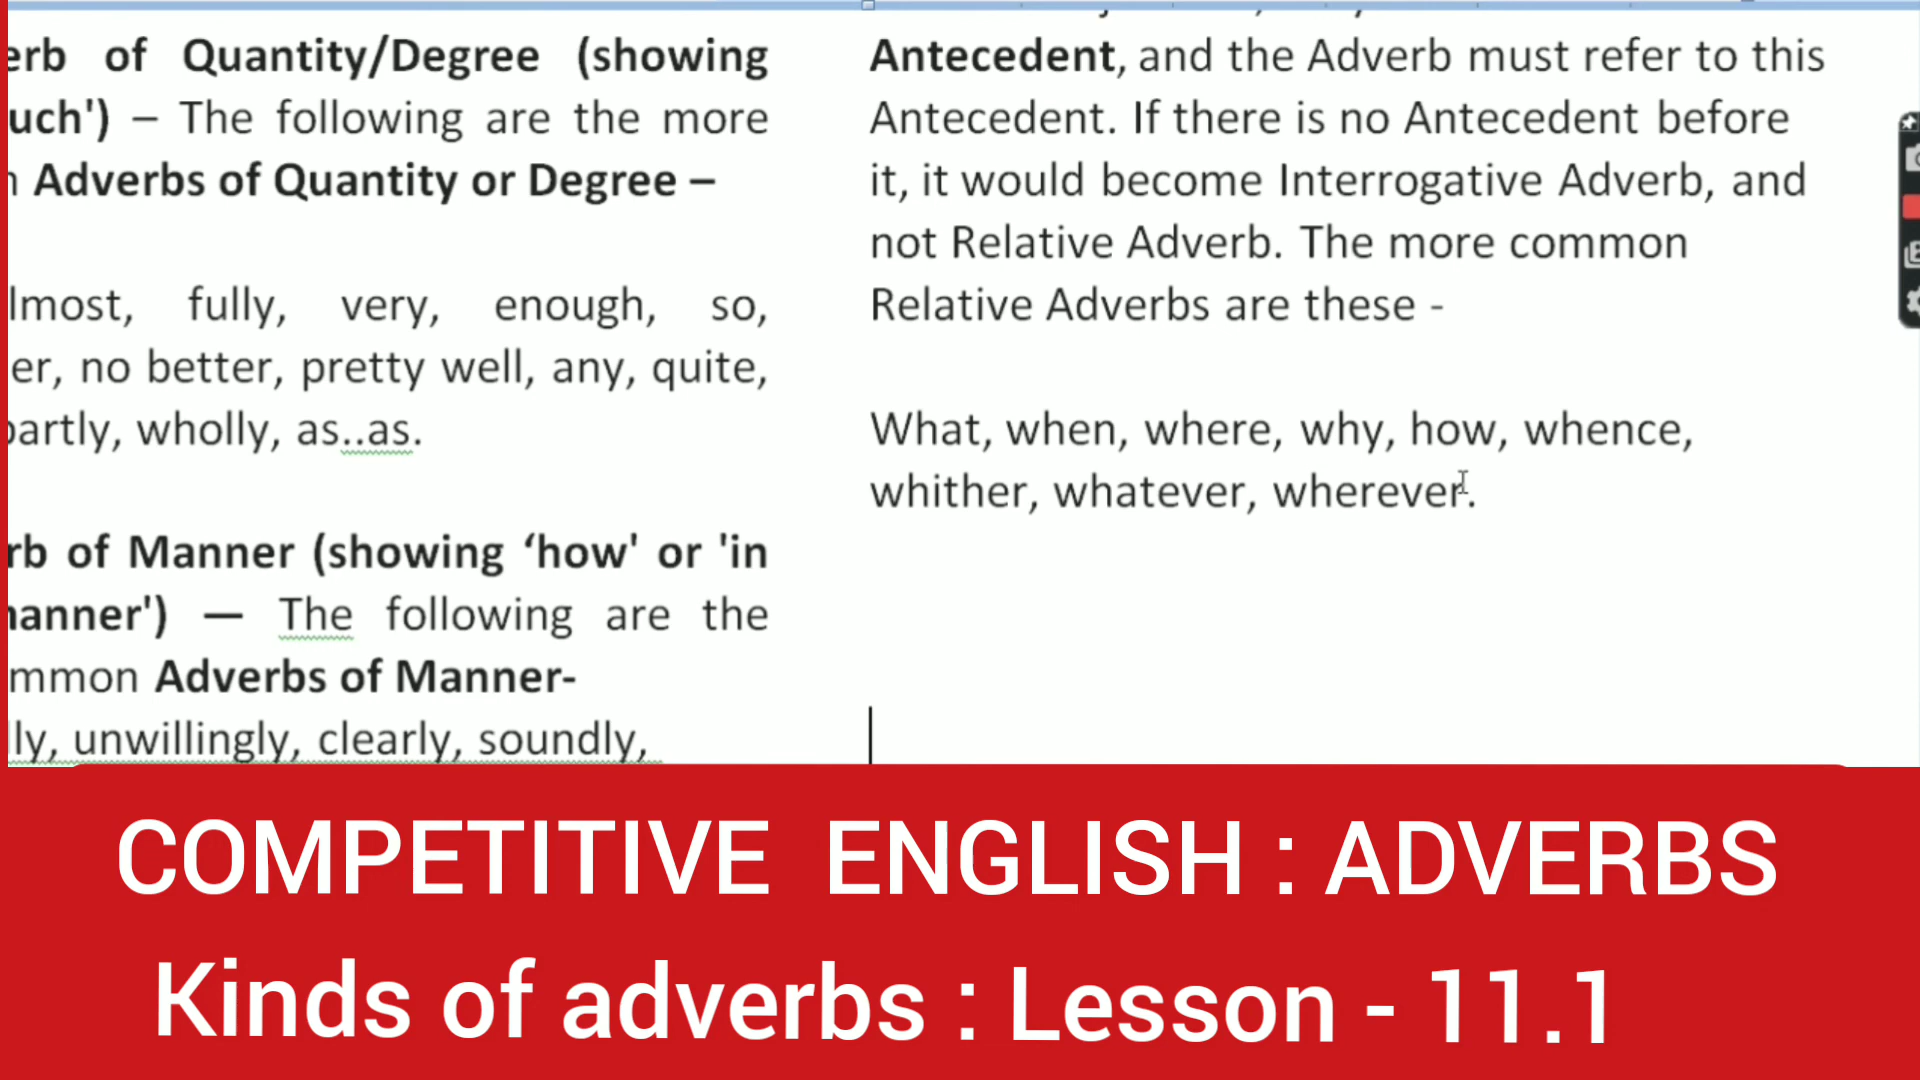 erb of Quantity/Degree (showing
uch') – The following are the more
Adverbs of Quantity or Degree –
lmost, fully, very, enough, so,
er, no better, pretty well, any, quite,
partly, wholly, as..as.
rb of Manner (showing ‘how' or 'in
manner') — The following are the
mmon Adverbs of Manner-
lly, unwillingly, clearly, soundly,
Antecedent, and the Adverb must refer to this
Antecedent. If there is no Antecedent before
it, it would become Interrogative Adverb, and
not Relative Adverb. The more common
Relative Adverbs are these -
What, when, where, why, how, whence,
whither, whatever, wherever.
COMPETITIVE ENGLISH : ADVERBS
Kinds of adverbs : Lesson - 11.1